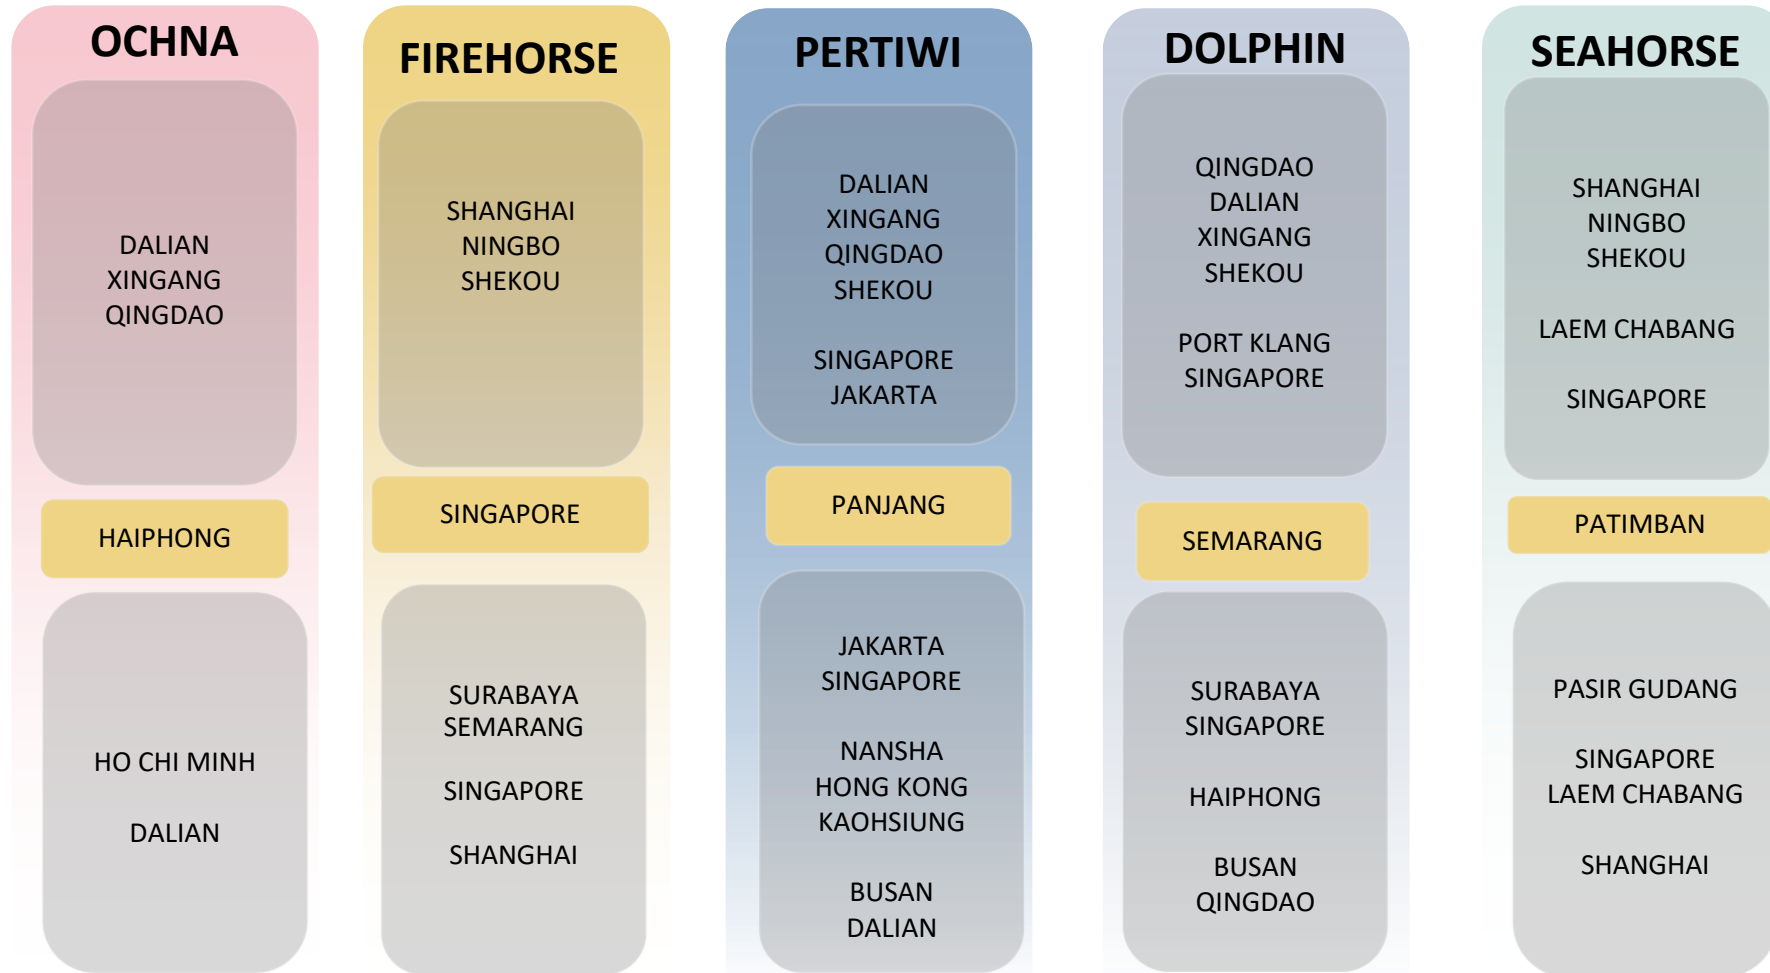 OCHNA
DALIAN
XINGANG
QINGDAO
HAIPHONG
HO CHI MINH
DALIAN
FIREHORSE
SHANGHAI
NINGBO
SHEKOU
SINGAPORE
SURABAYA
SEMARANG
SINGAPORE
SHANGHAI
PERTIWI
DALIAN
XINGANG
QINGDAO
SHEKOU
SINGAPORE
JAKARTA
PANJANG
JAKARTA
SINGAPORE
NANSHA
HONG KONG
KAOHSIUNG
BUSAN
DALIAN
DOLPHIN
QINGDAO
DALIAN
XINGANG
SHEKOU
PORT KLANG
SINGAPORE
SEMARANG
SURABAYA
SINGAPORE
HAIPHONG
BUSAN
QINGDAO
SEAHORSE
SHANGHAI
NINGBO
SHEKOU
LAEM CHABANG
SINGAPORE
PATIMBAN
PASIR GUDANG
SINGAPORE
LAEM CHABANG
SHANGHAI